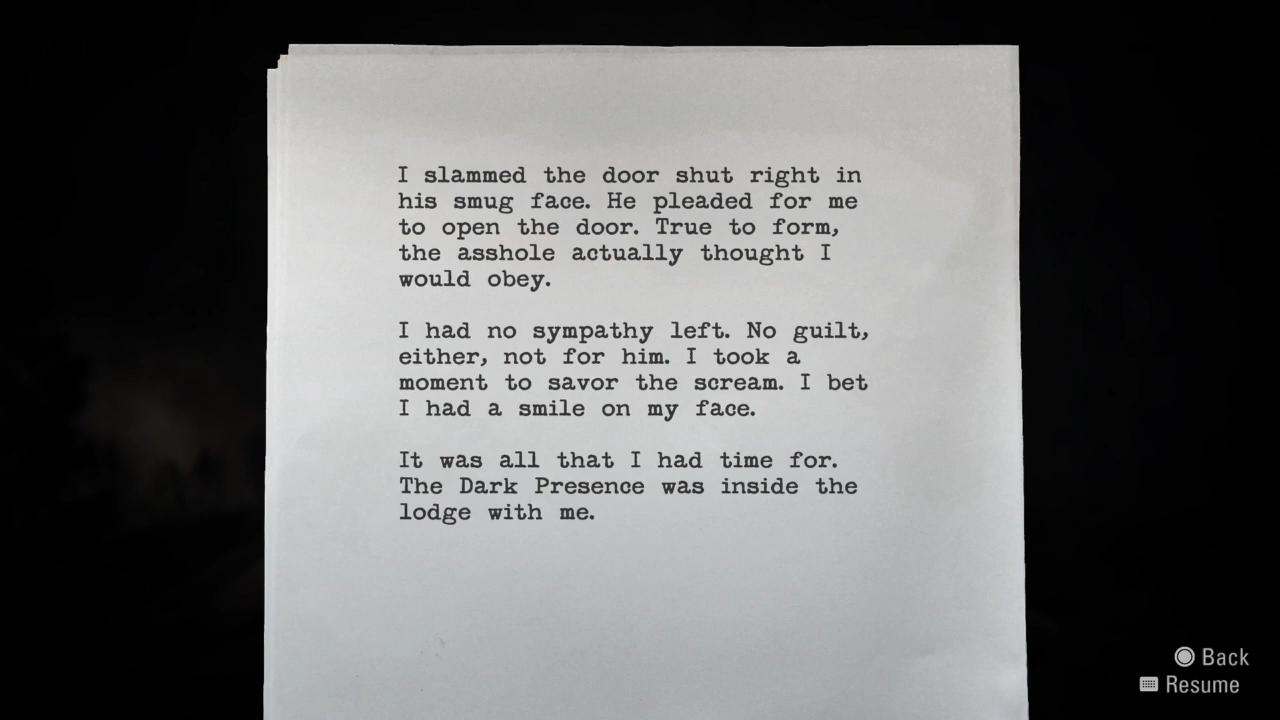 I slammed the door shut right in
his smug face. He pleaded for me
to open the door. True to form,
the asshole actually thought I
would obey.
I had no sympathy left. No guilt,
either, not for him. I took a
moment to savor the scream. I bet
I had a smile on my face.
It was all that I had time for.
The Dark Presence was inside the
lodge with me.
Back
Resume